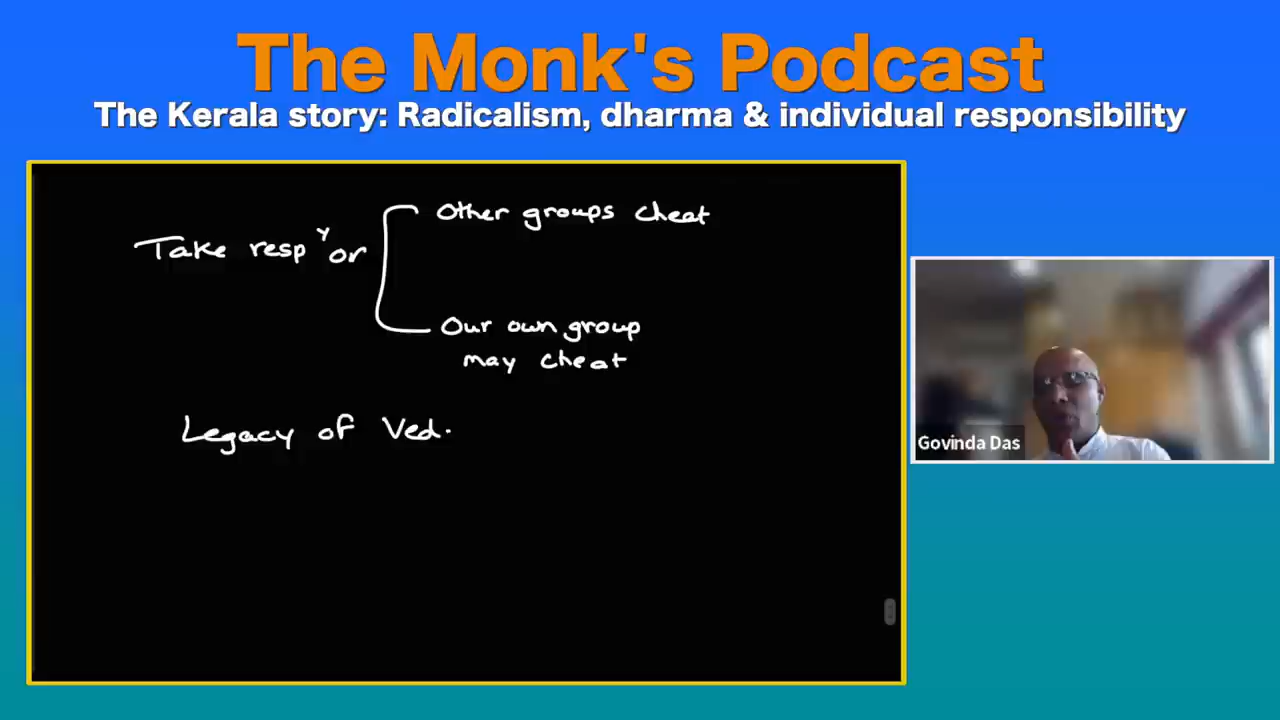 The Monk's Podcast
The Kerala story: Radicalism, dharma & individual responsibility
Other groups cheat
Take respʸ or
Our own group
may cheat
Legacy of Ved.
Govinda Das